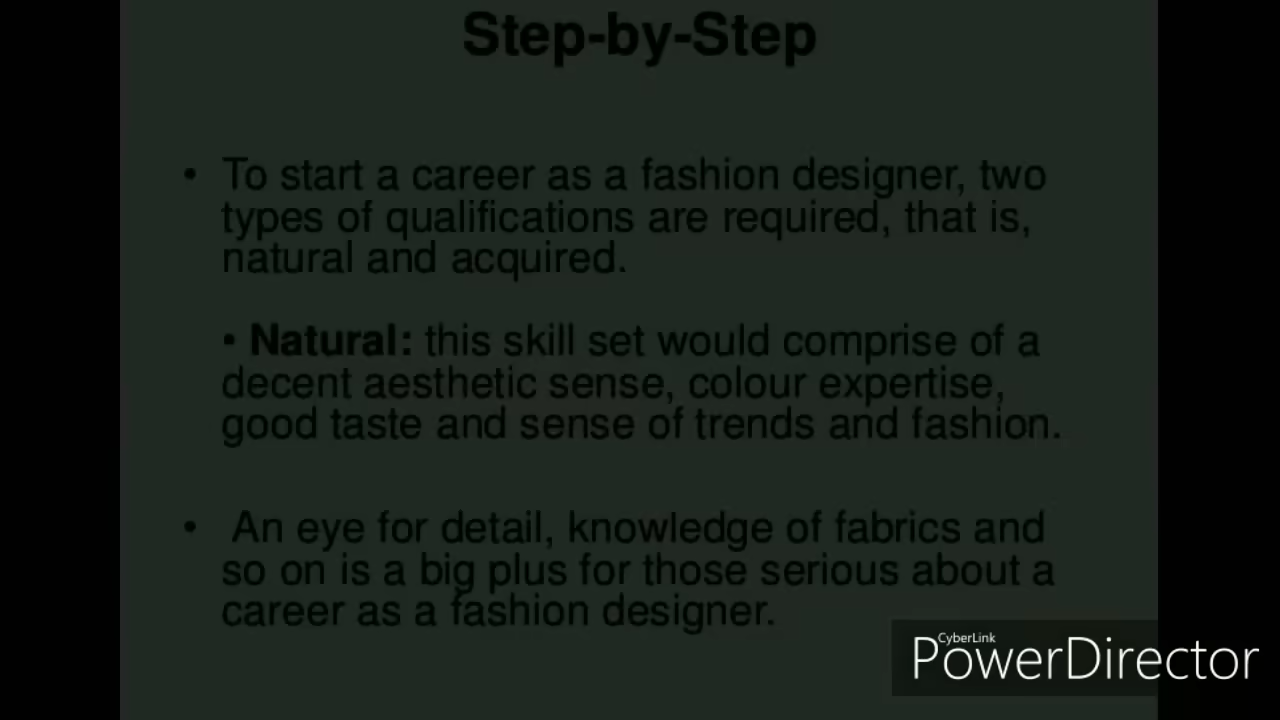 Step-by-Step
• To start a career as a fashion designer, two
types of qualifications are required, that is,
natural and acquired.
• Natural: this skill set would comprise of a
decent aesthetic sense, colour expertise,
good taste and sense of trends and fashion.
• An eye for detail, knowledge of fabrics and
so on is a big plus for those serious about a
career as a fashion designer.
CyberLink
PowerDirector